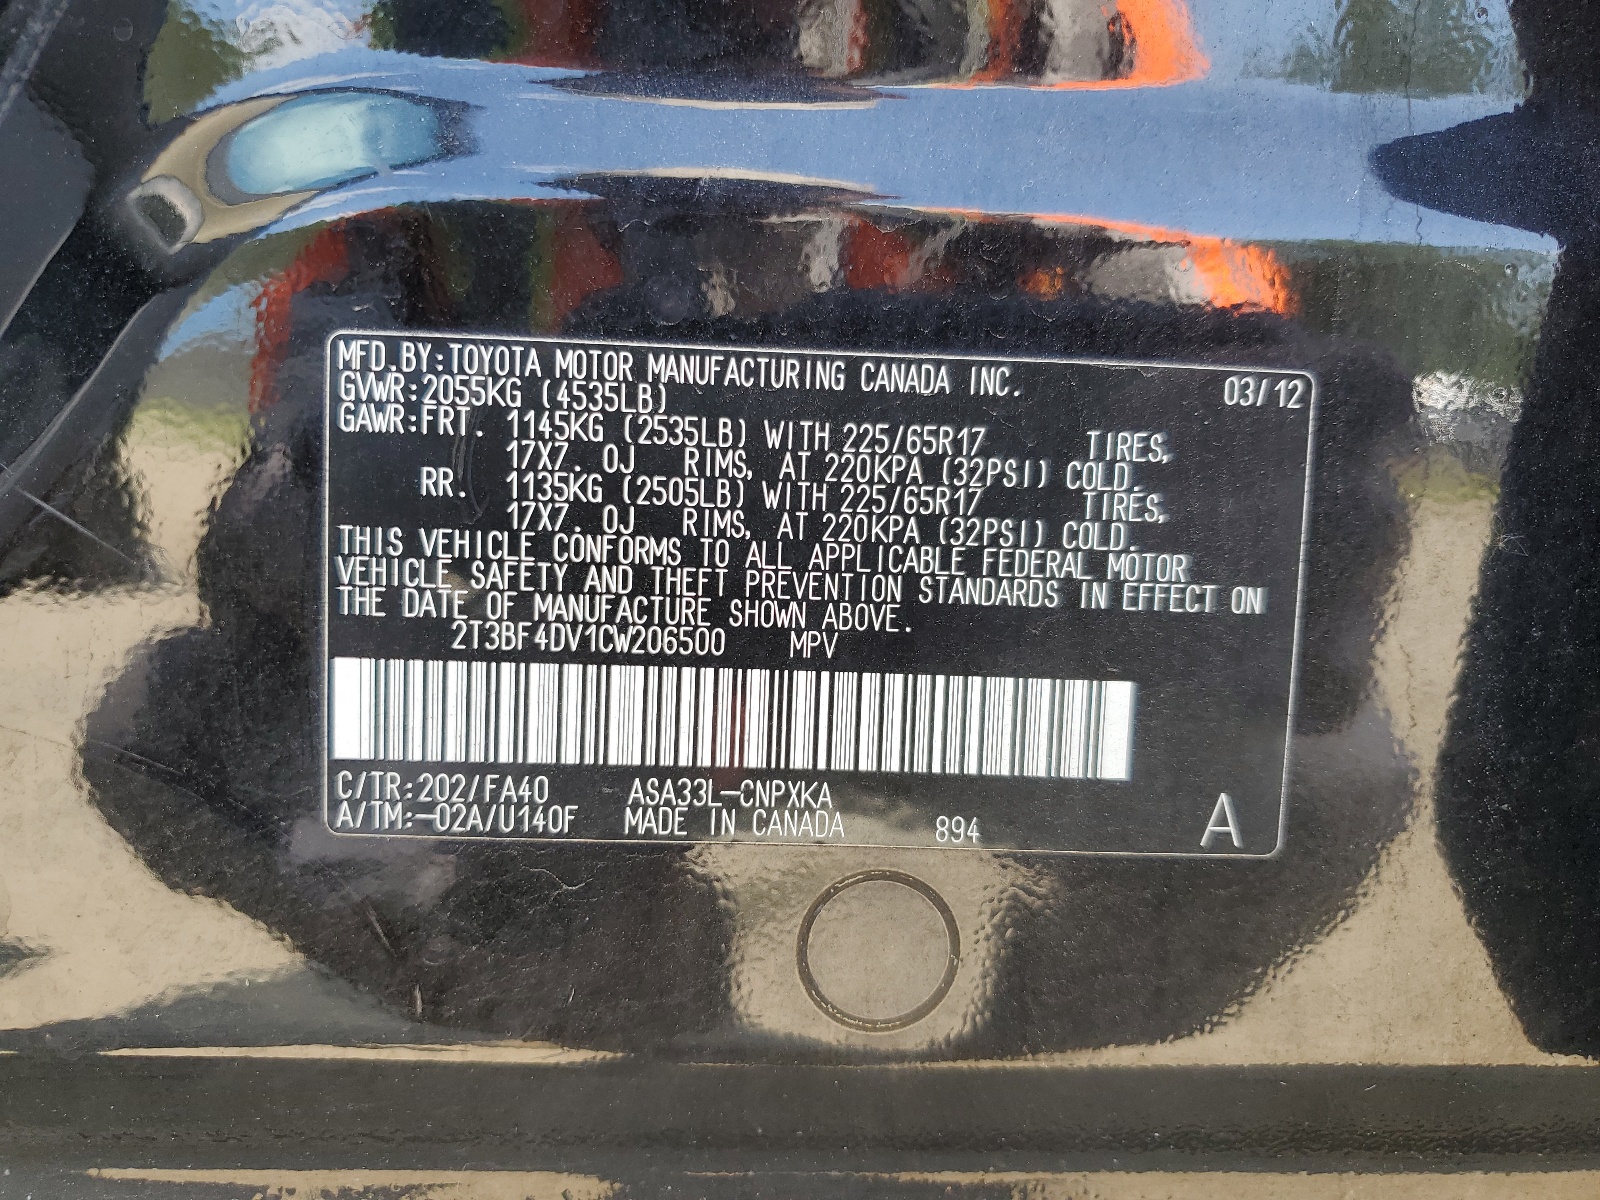 MFD.BY:TOYOTA MOTOR MANUFACTURING CANADA INC. 03/12
GVWR:2055KG (4535LB)
GAWR:FRT. 1145KG (2535LB) WITH 225/65R17 TIRES,
17X7. 0J RIMS, AT 220KPA (32PSI) COLD.
RR. 1135KG (2505LB) WITH 225/65R17 TIRES,
17X7. 0J RIMS, AT 220KPA (32PSI) COLD.
THIS VEHICLE CONFORMS TO ALL APPLICABLE FEDERAL MOTOR
VEHICLE SAFETY AND THEFT PREVENTION STANDARDS IN EFFECT ON
THE DATE OF MANUFACTURE SHOWN ABOVE.
2T3BF4DV1CW206500 MPV
C/TR:202/FA40 ASA33L-CNPXKA
A/TM:-02A/U140F MADE IN CANADA 894 A